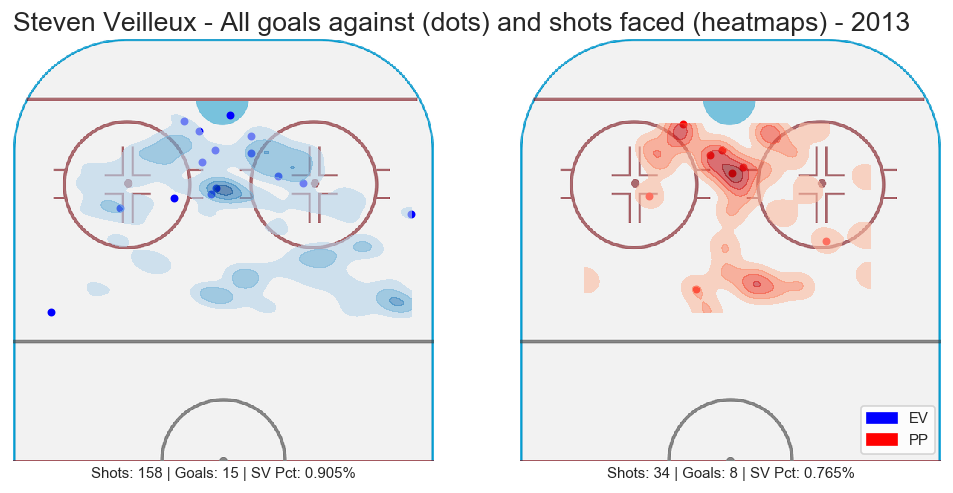 Steven Veilleux - All goals against (dots) and shots faced (heatmaps) - 2013
EV
PP
Shots: 158 | Goals: 15 | SV Pct: 0.905%
Shots: 34 | Goals: 8 | SV Pct: 0.765%